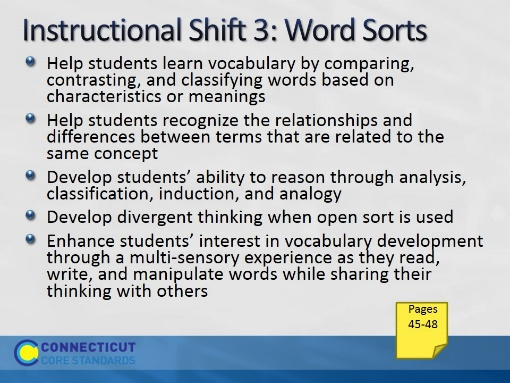 Instructional Shift 3: Word Sorts
Help students learn vocabulary by comparing,
contrasting, and classifying words based on
characteristics or meanings
Help students recognize the relationships and
differences between terms that are related to the
same concept
Develop students’ ability to reason through analysis,
classification, induction, and analogy
Develop divergent thinking when open sort is used
Enhance students’ interest in vocabulary development
through a multi-sensory experience as they read,
write, and manipulate words while sharing their
thinking with others
Pages
45-48
CONNECTICUT
CORE STANDARDS